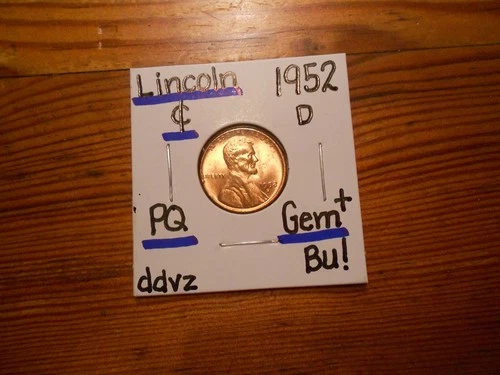 Lincoln 1952
¢ D
PQ Gem+
Bu!
ddvz